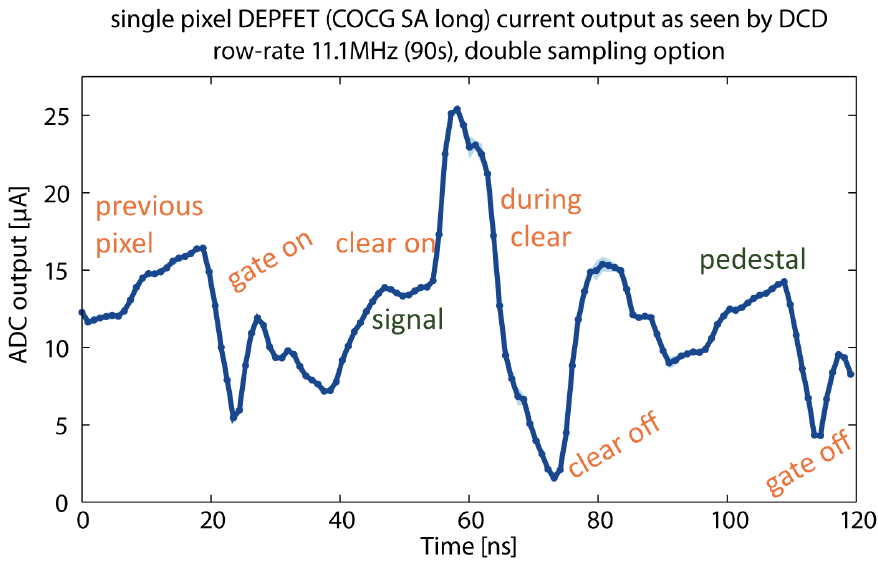 single pixel DEPFET (COCG SA long) current output as seen by DCD
row-rate 11.1MHz (90s), double sampling option
25
20
15
10
5
0
ADC output [µA]
previous
pixel
gate on
clear on
signal
during
clear
clear off
pedestal
gate off
0 20 40 60 80 100 120
Time [ns]